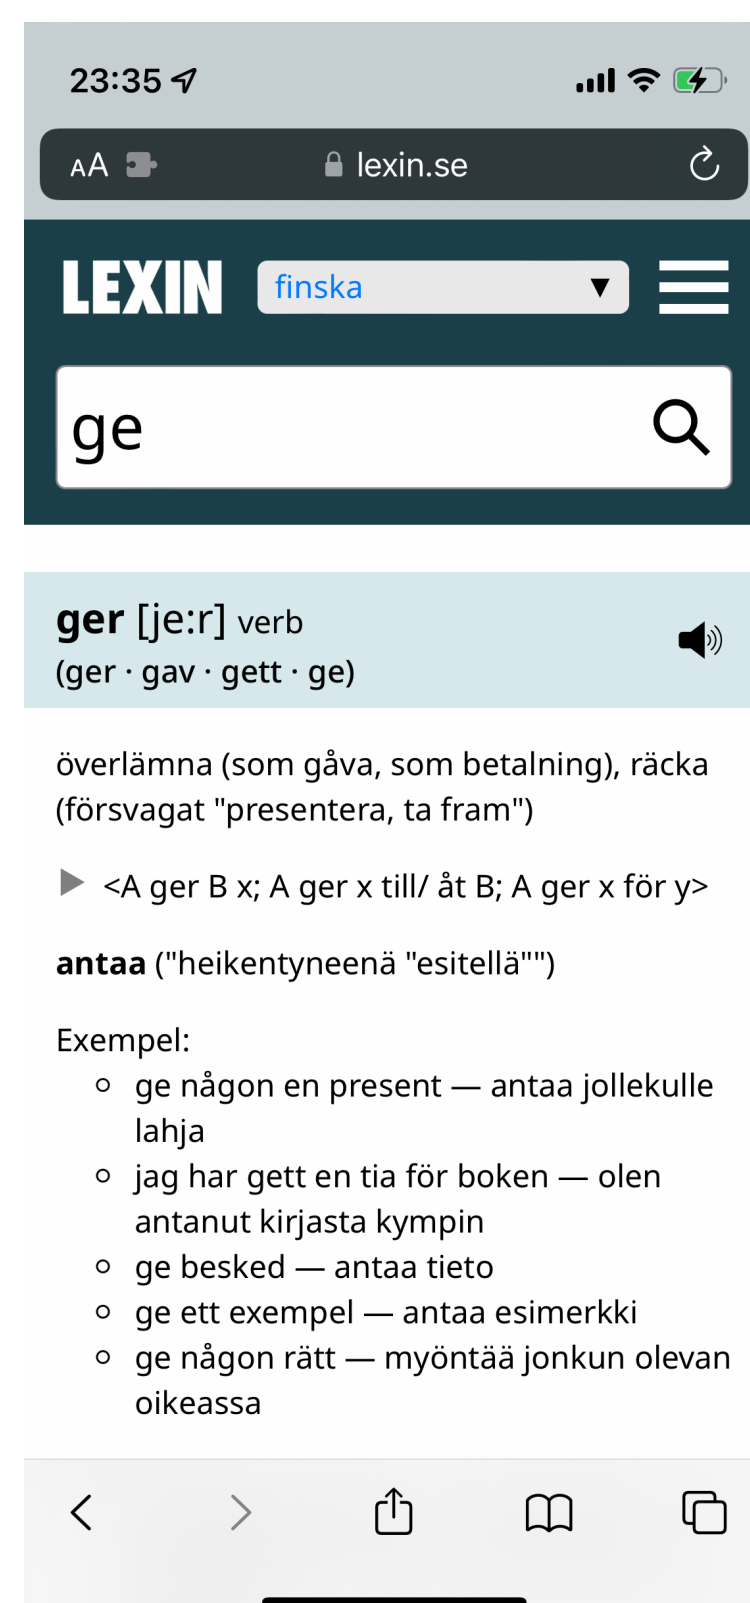 23:35
AA lexin.se
LEXIN finska ▼
ge
ger [je:r] verb
(ger · gav · gett · ge)
överlämna (som gåva, som betalning), räcka
(försvagat "presentera, ta fram")
<A ger B x; A ger x till/ åt B; A ger x för y>
antaa ("heikentyneenä "esitellä"")
Exempel:
ge någon en present — antaa jollekulle
lahja
jag har gett en tia för boken — olen
antanut kirjasta kympin
ge besked — antaa tieto
ge ett exempel — antaa esimerkki
ge någon rätt — myöntää jonkun olevan
oikeassa